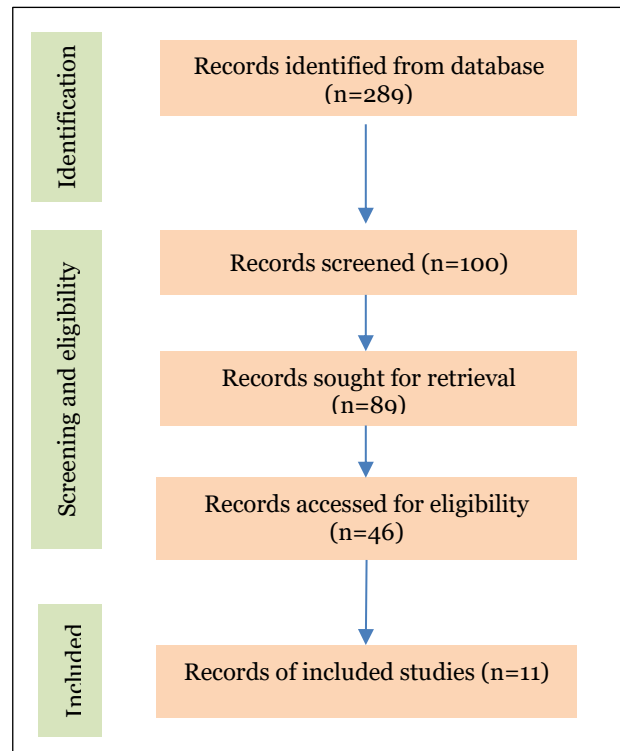 Identification
Records identified from database
(n=289)
Screening and eligibility
Records screened (n=100)
Records sought for retrieval
(n=89)
Records accessed for eligibility
(n=46)
Included
Records of included studies (n=11)